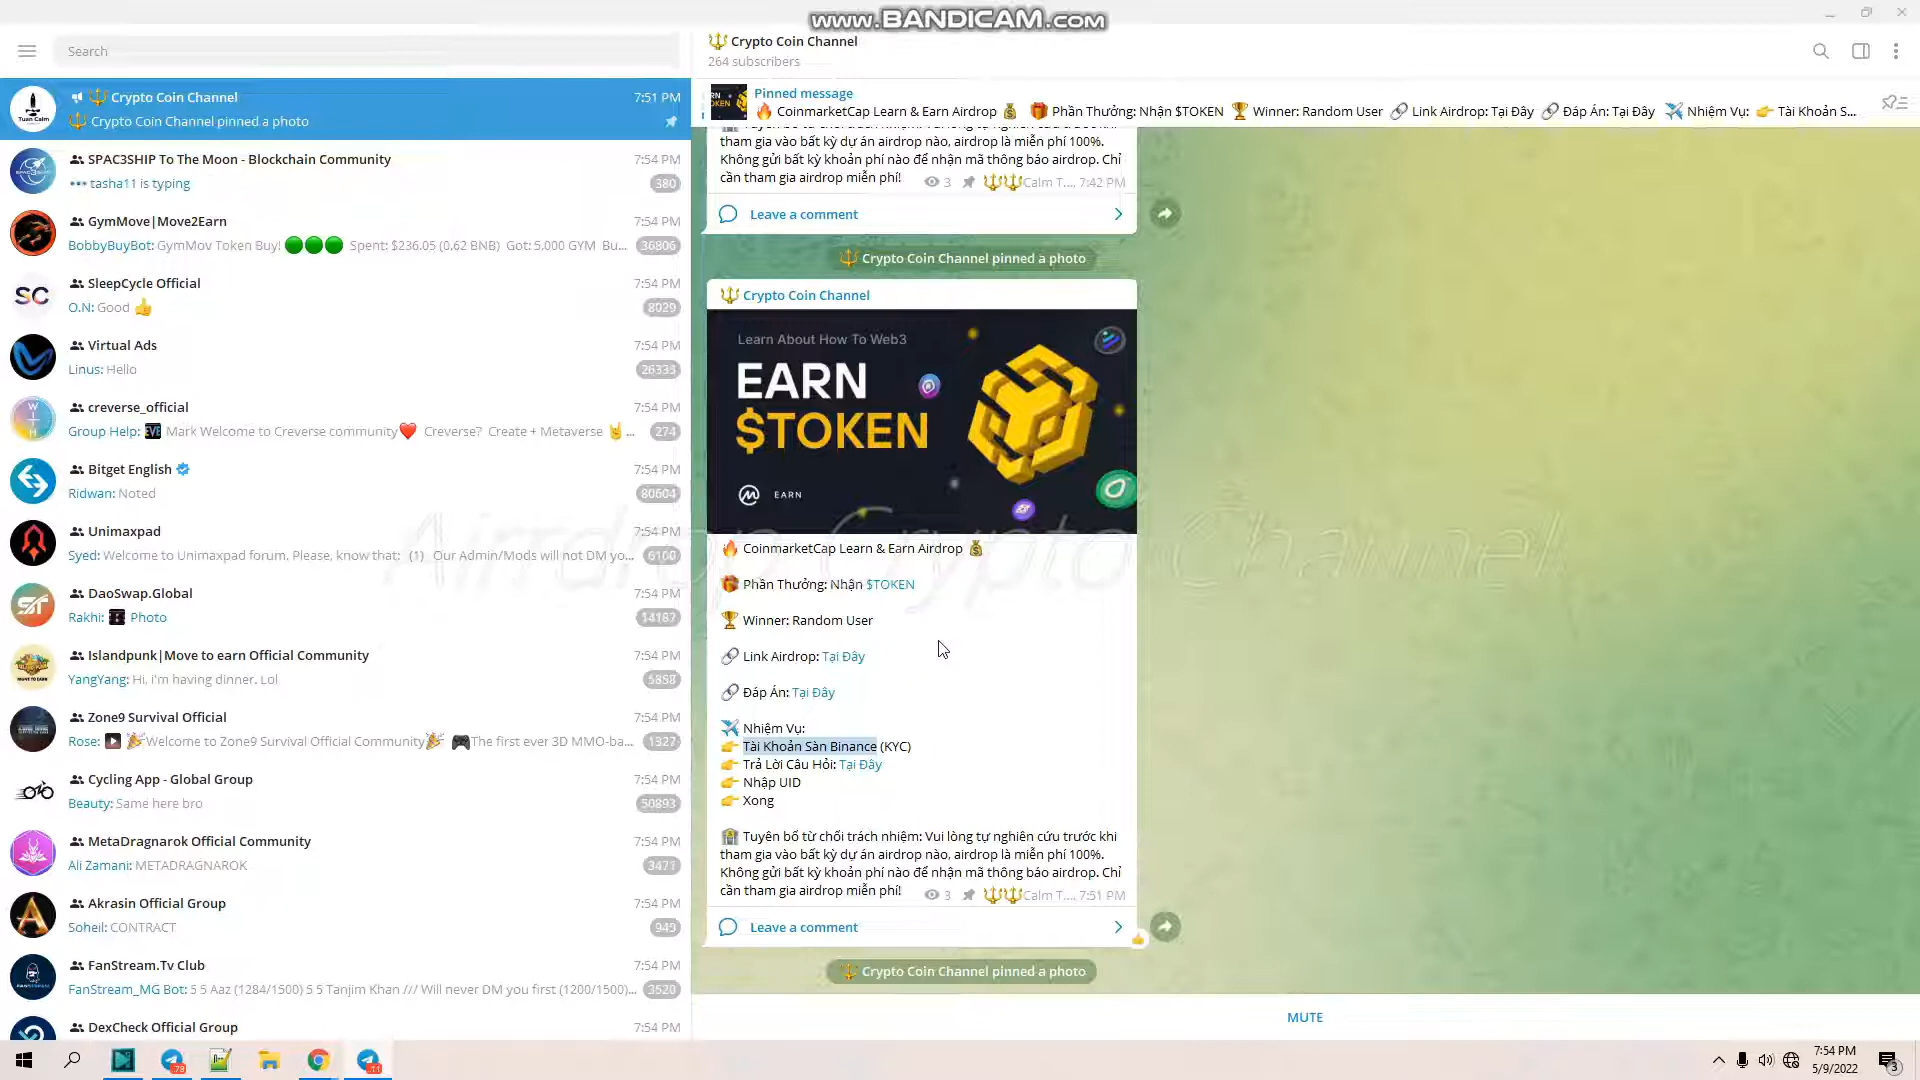 www.BANDICAM.com
Search
Crypto Coin Channel
264 subscribers
Crypto Coin Channel 7:51 PM
Crypto Coin Channel pinned a photo
Pinned message
🔥 CoinmarketCap Learn & Earn Airdrop 💰 🎁 Phần Thưởng: Nhận $TOKEN 🏆 Winner: Random User 🔗 Link Airdrop: Tại Đây 🔗 Đáp Án: Tại Đây ✈️ Nhiệm Vụ: 👉 Tài Khoản S...
SPAC3SHIP To The Moon - Blockchain Community 7:54 PM
tasha11 is typing 380
GymMove|Move2Earn 7:54 PM
BobbyBuyBot: GymMov Token Buy! 🟢🟢🟢 Spent: $236.05 (0,62 BNB) Got: 5,000 GYM Bu... 36806
SleepCycle Official 7:54 PM
O.N: Good 👍 8029
Virtual Ads 7:54 PM
Linus: Hello 26333
creverse_official 7:54 PM
Group Help: Mark Welcome to Creverse community❤️ Creverse? Create + Metaverse 🤘... 274
Bitget English 7:54 PM
Ridwan: Noted 80604
Unimaxpad 7:54 PM
Syed: Welcome to Unimaxpad forum. Please, know that: (1) Our Admin/Mods will not DM yo... 6100
DaoSwap.Global 7:54 PM
Rakhi: Photo 14187
Islandpunk|Move to earn Official Community 7:54 PM
YangYang: Hi, i'm having dinner. Lol 5858
Zone9 Survival Official 7:54 PM
Rose: 🎉Welcome to Zone9 Survival Official Community🎉 🎮The first ever 3D MMO-ba... 1327
Cycling App - Global Group 7:54 PM
Beauty: Same here bro 50893
MetaDragnarok Official Community 7:54 PM
Ali Zamani: METADRAGNAROK 3471
Akrasin Official Group 7:54 PM
Soheil: CONTRACT 945
FanStream.Tv Club 7:54 PM
FanStream_MG Bot: 5 5 Aaz (1284/1500) 5 5 Tanjim Khan /// Will never DM you first (1200/1500)... 3520
DexCheck Official Group 7:54 PM
tham gia vào bất kỳ dự án airdrop nào, airdrop là miễn phí 100%.
Không gửi bất kỳ khoản phí nào để nhận mã thông báo airdrop. Chỉ
cần tham gia airdrop miễn phí! 3 Calm T..., 7:42 PM
Leave a comment
Crypto Coin Channel pinned a photo
Crypto Coin Channel
Learn About How To Web3
EARN
$TOKEN
EARN
🔥 CoinmarketCap Learn & Earn Airdrop 💰
🎁 Phần Thưởng: Nhận $TOKEN
🏆 Winner: Random User
🔗 Link Airdrop: Tại Đây
🔗 Đáp Án: Tại Đây
✈️ Nhiệm Vụ:
👉 Tài Khoản Sàn Binance (KYC)
👉 Trả Lời Câu Hỏi: Tại Đây
👉 Nhập UID
👉 Xong
Tuyên bố từ chối trách nhiệm: Vui lòng tự nghiên cứu trước khi
tham gia vào bất kỳ dự án airdrop nào, airdrop là miễn phí 100%.
Không gửi bất kỳ khoản phí nào để nhận mã thông báo airdrop. Chỉ
cần tham gia airdrop miễn phí! 3 Calm T..., 7:51 PM
Leave a comment
Crypto Coin Channel pinned a photo
MUTE
Airdrop Crypto Channel
Tuan Calm
7:54 PM
5/9/2022